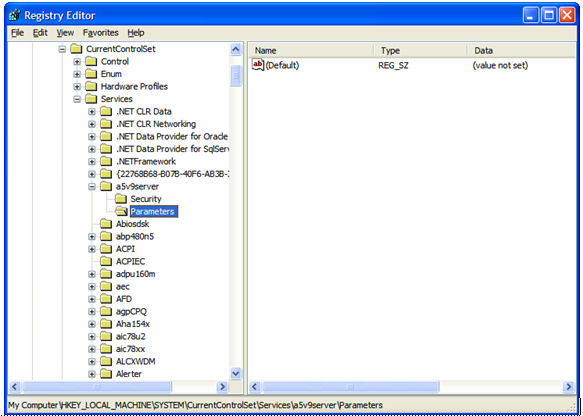 Registry Editor
File Edit View Favorites Help
CurrentControlSet
Control
Enum
Hardware Profiles
Services
.NET CLR Data
.NET CLR Networking
.NET Data Provider for Oracle
.NET Data Provider for SqlServ
.NETFramework
{22768B68-B07B-40F6-AB3B-
a5v9server
Security
Parameters
Abiosdsk
abp480n5
ACPI
ACPIEC
adpu160m
aec
AFD
agpCPQ
Aha154x
aic78u2
aic78xx
ALCXWDM
Alerter
Name Type Data
ab (Default) REG_SZ (value not set)
My Computer\HKEY_LOCAL_MACHINE\SYSTEM\CurrentControlSet\Services\a5v9server\Parameters